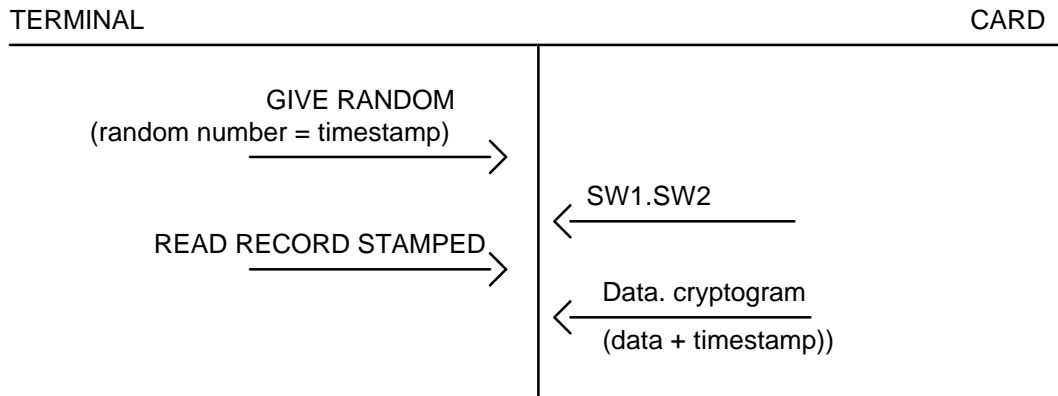 TERMINAL
CARD
GIVE RANDOM
(random number = timestamp)
SW1.SW2
READ RECORD STAMPED
Data. cryptogram
(data + timestamp))